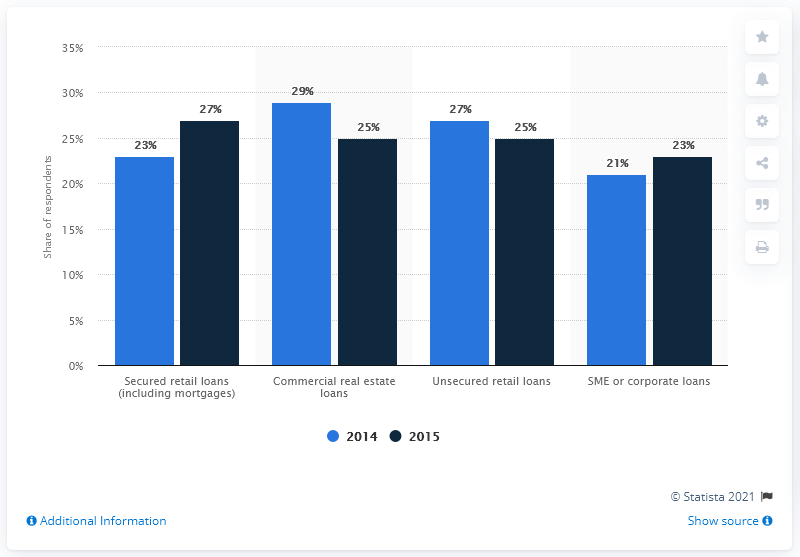 35%
30%
25%
20%
15%
10%
5%
0%
Share of respondents
23%
27%
29%
25%
27%
25%
21%
23%
Secured retail loans
(including mortgages)
Commercial real estate
loans
Unsecured retail loans
SME or corporate loans
2014
2015
© Statista 2021
Additional Information
Show source